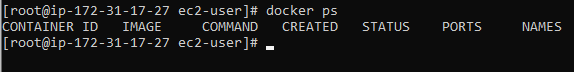 [root@ip-172-31-17-27 ec2-user]# docker ps
CONTAINER ID   IMAGE     COMMAND   CREATED   STATUS    PORTS     NAMES
[root@ip-172-31-17-27 ec2-user]#